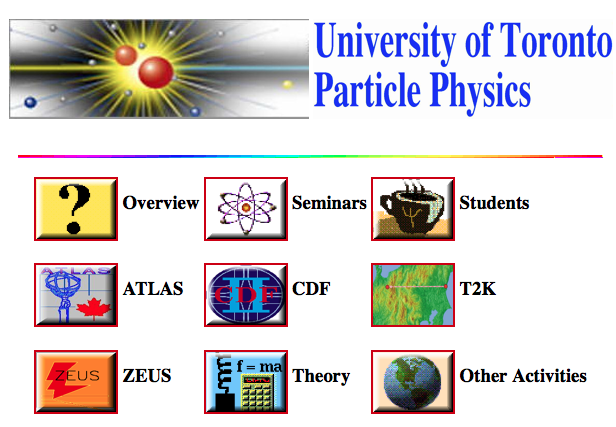 University of Toronto
Particle Physics
?
Overview
Seminars
Students
ATLAS
ATLAS
CDF
CDF
T2K
ZEUS
ZEUS
f = ma
Theory
Other Activities